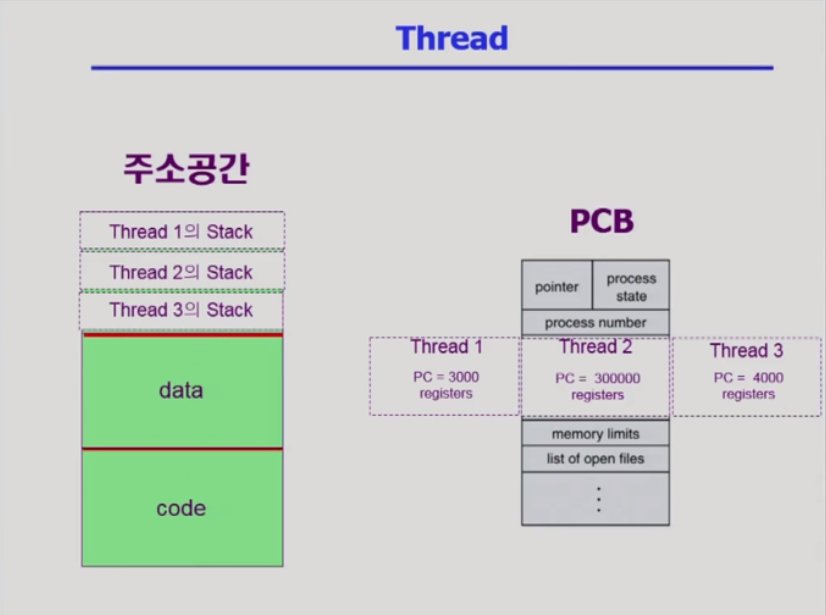 Thread
주소공간
Thread 1의 Stack
Thread 2의 Stack
Thread 3의 Stack
data
code
PCB
pointer
process
state
process number
Thread 1
PC = 3000
registers
Thread 2
PC = 300000
registers
Thread 3
PC = 4000
registers
memory limits
list of open files
⋮